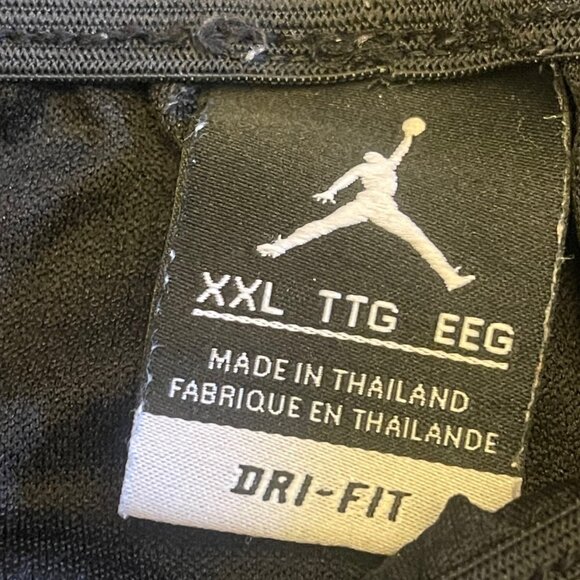 XXL TTG EEG
MADE IN THAILAND
FABRIQUE EN THAILANDE
DRI-FIT